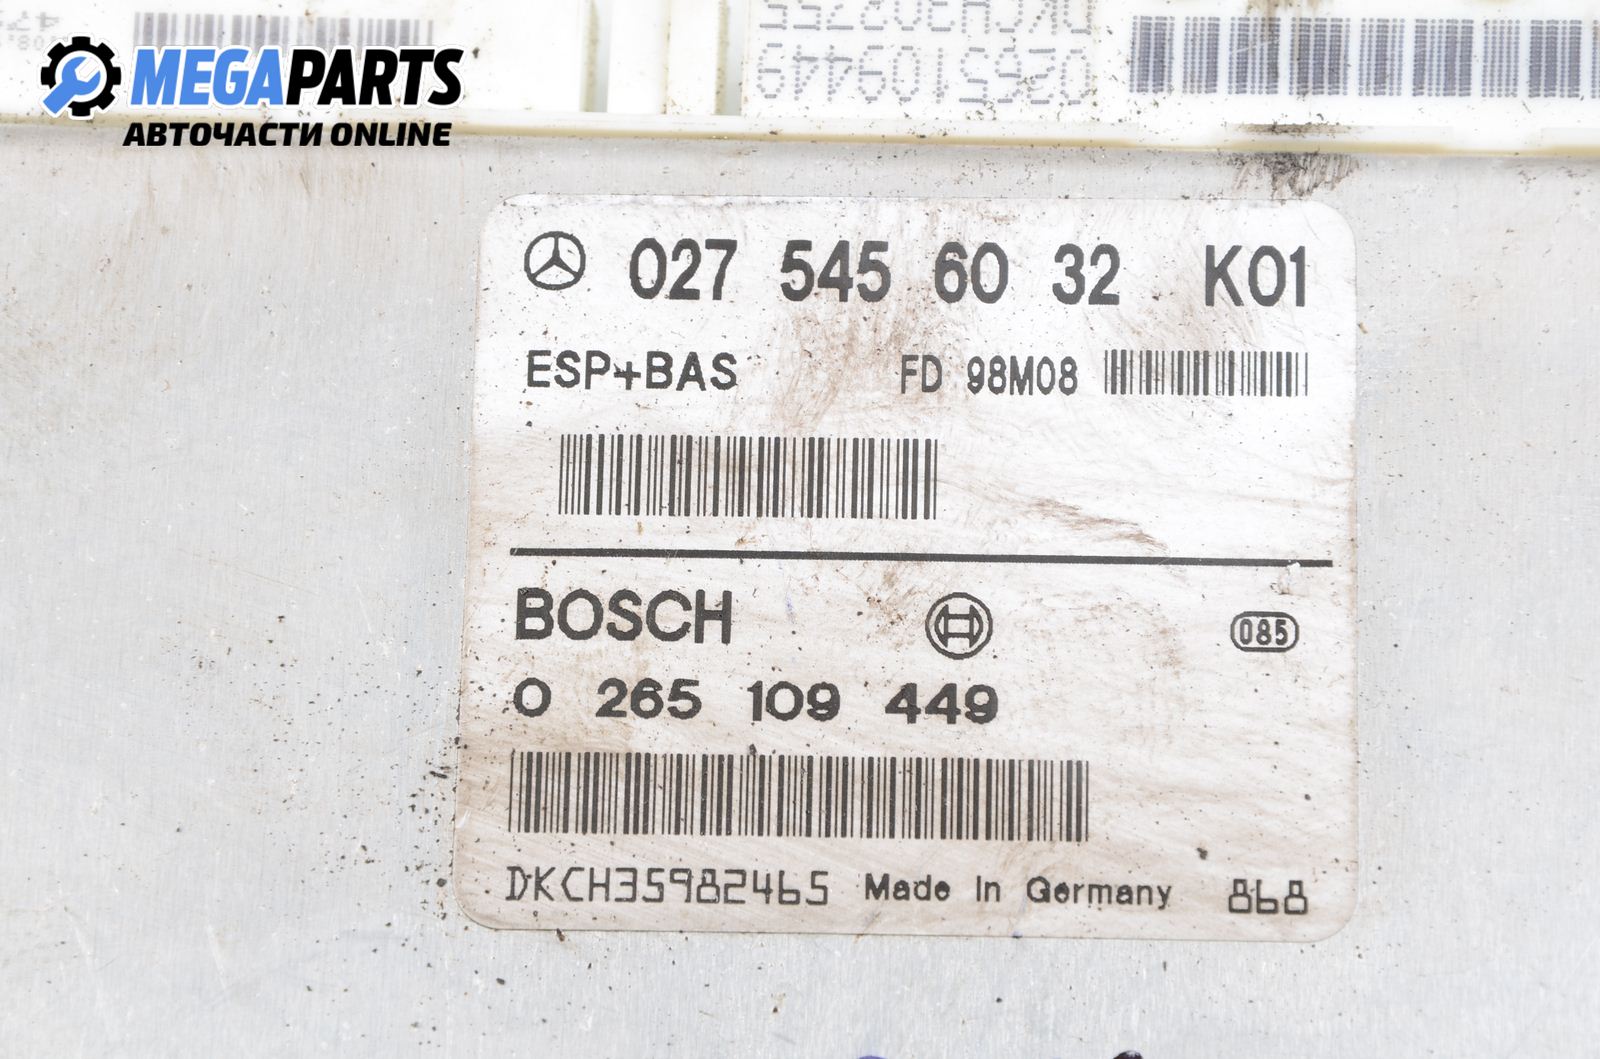 MEGAPARTS
АВТОЧАСТИ ONLINE
0265109449
027 545 60 32 K01
ESP+BAS FD 98M08
BOSCH 085
0 265 109 449
DKCH35982465 Made In Germany 868